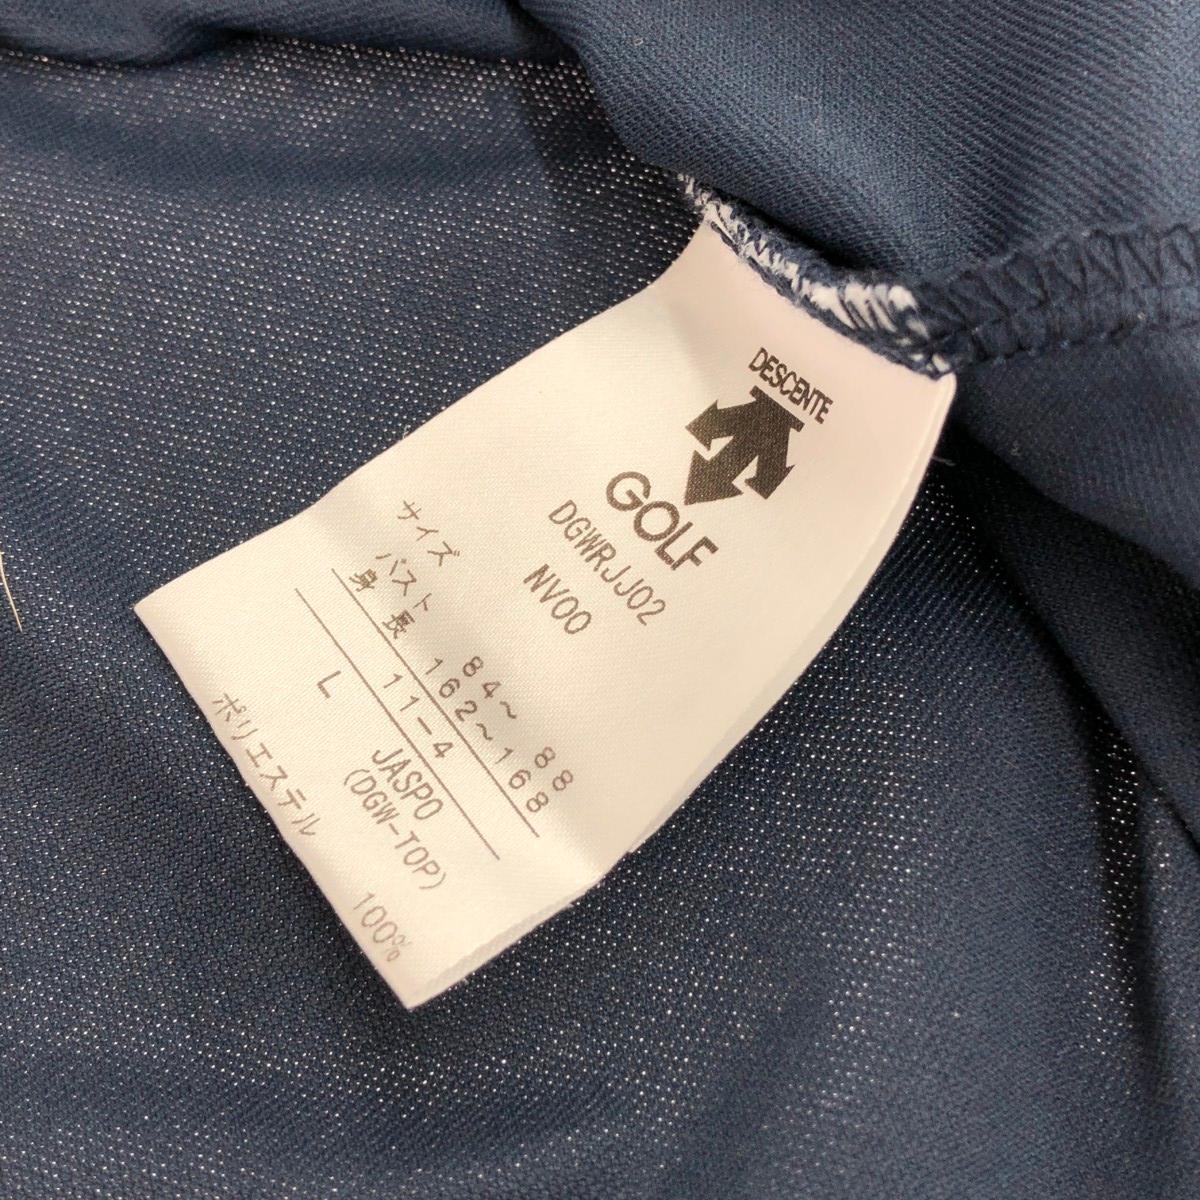 DESCENTE
GOLF
DGWRJJ02
NV00
サイズ
バスト 84~ 88
身 長 162~168
11-4
L JASPO
(DGW-TOP)
ポリエステル 100%